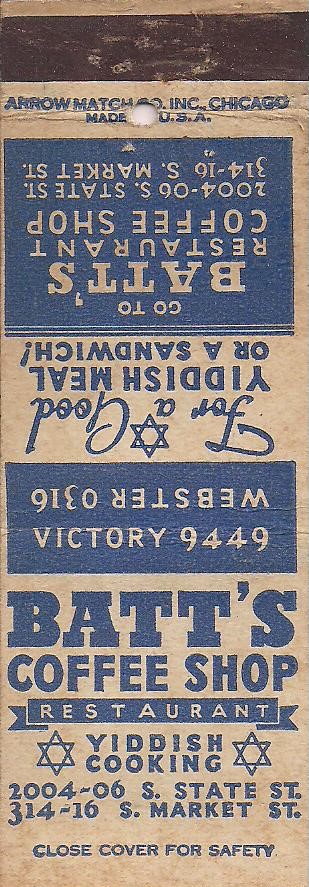 ARROW MATCH CO. INC., CHICAGO
MADE U.S.A.
GO TO
BATT'S
RESTAURANT
COFFEE SHOP
2004-06 S. STATE ST.
314-16 S. MARKET ST.
For a Good
YIDDISH MEAL
OR A SANDWICH!
WEBSTER 0316
VICTORY 9449
BATT'S
COFFEE SHOP
RESTAURANT
YIDDISH
COOKING
2004-06 S. STATE ST.
314-16 S. MARKET ST.
CLOSE COVER FOR SAFETY